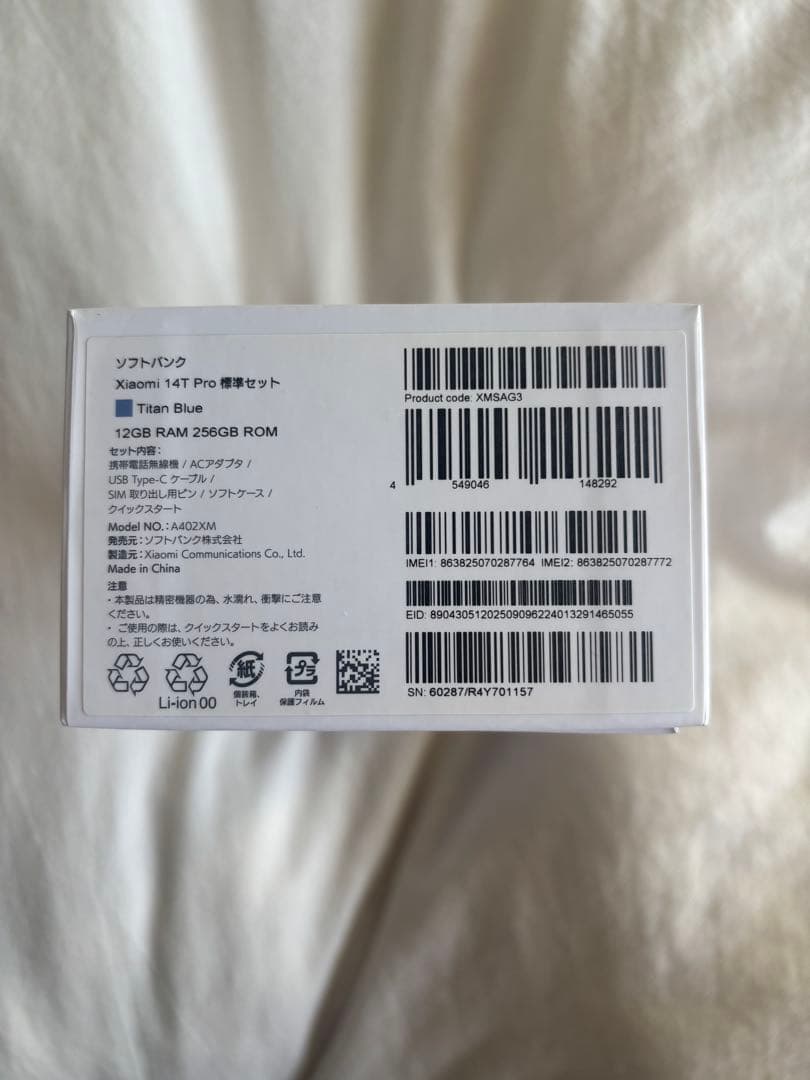 ソフトバンク
Xiaomi 14T Pro 標準セット
Titan Blue
12GB RAM 256GB ROM
セット内容:
携帯電話無線機 / ACアダプタ /
USB Type-C ケーブル /
SIM 取り出し用ピン / ソフトケース /
クイックスタート
Model NO.: A402XM
発売元: ソフトバンク株式会社
製造元: Xiaomi Communications Co., Ltd.
Made in China
注意
・本製品は精密機器の為、水濡れ、衝撃にご注意
ください。
・ ご使用の際は、クイックスタートをよくお読み
の上、正しくお使いください。
Li-ion 00
紙
個装箱、
トレイ
プラ
内袋
保護フィルム
Product code: XMSAG3
4 549046 148292
IMEI1: 863825070287764 IMEI2: 863825070287772
EID: 89043051202509096224013291465055
SN: 60287/R4Y701157